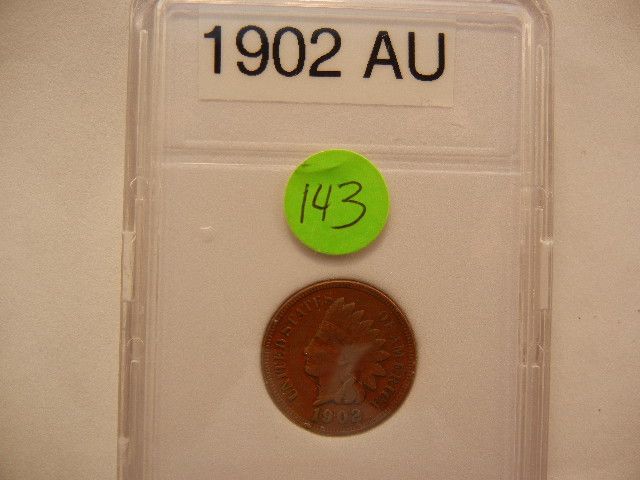 1902 AU
143
UNITED STATES OF AMERICA
1902